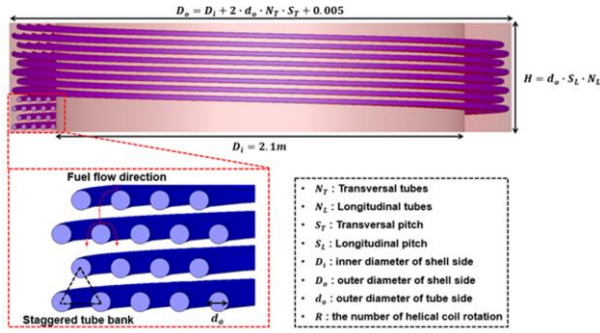 D_o = D_i + 2 · d_o · N_T · S_T + 0.005
H = d_o · S_L · N_L
D_i = 2.1m
Fuel flow direction
d_o
Staggered tube bank
• N_T : Transversal tubes
• N_L : Longitudinal tubes
• S_T : Transversal pitch
• S_L : Longitudinal pitch
• D_i : inner diameter of shell side
• D_o : outer diameter of shell side
• d_o : outer diameter of tube side
• R : the number of helical coil rotation